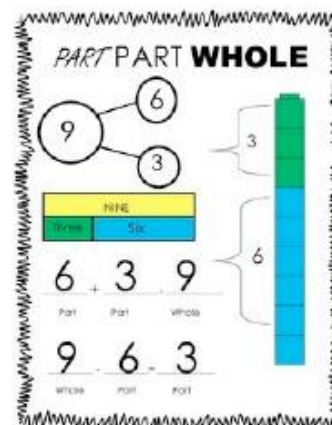 PART PART WHOLE
6
9
3
3
NINE
Three Six
6
6 + 3 . 9
Part Part Whole
9 - 6 - 3
Whole Part Part